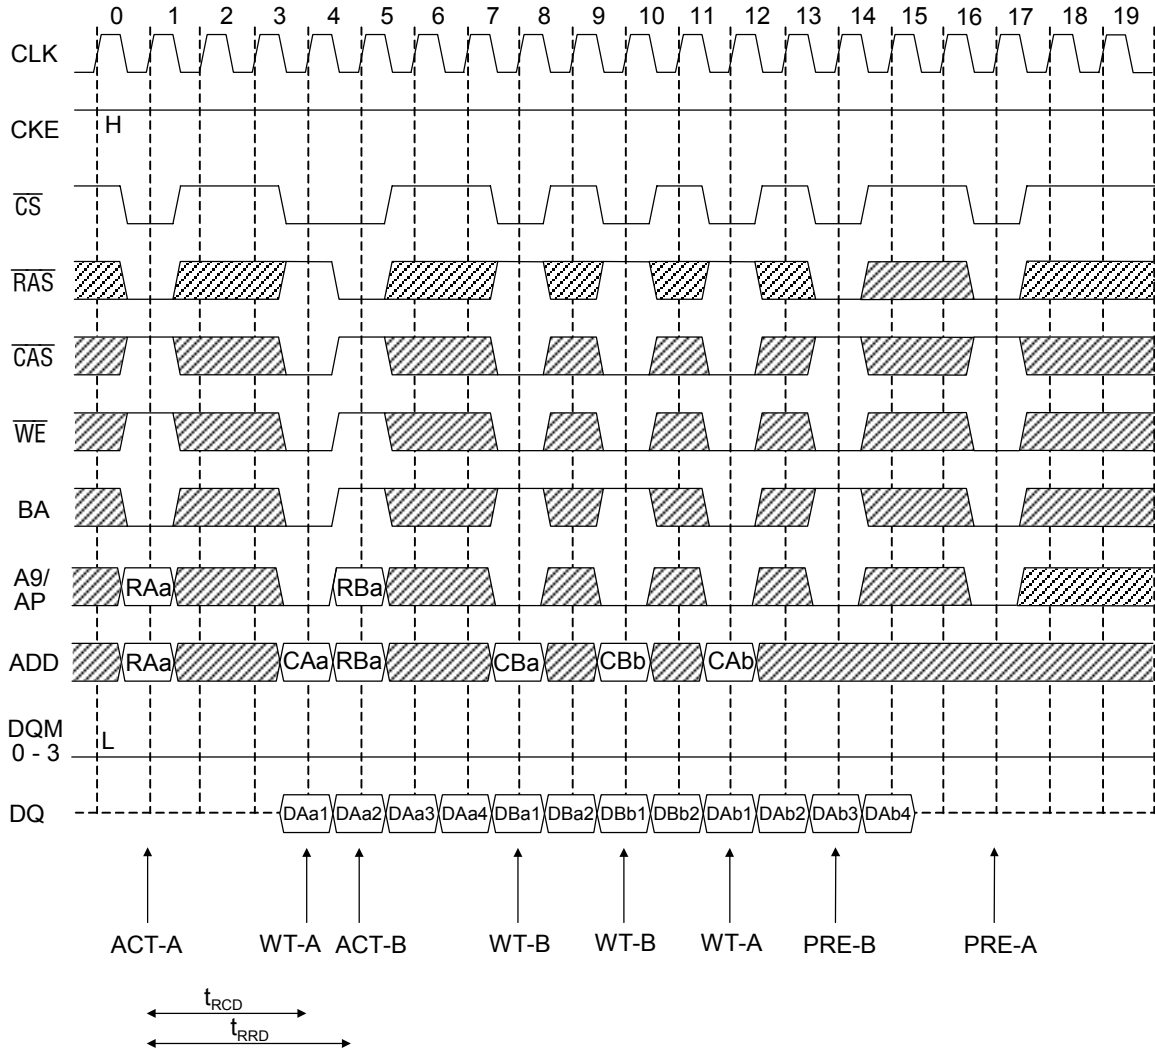 0 1 2 3 4 5 6 7 8 9 10 11 12 13 14 15 16 17 18 19
CLK
CKE H
CS
RAS
CAS
WE
BA
A9/
AP
RAa RBa
ADD RAa CAa RBa CBa CBb CAb
DQM
0 - 3
L
DQ DAa1 DAa2 DAa3 DAa4 DBa1 DBa2 DBb1 DBb2 DAb1 DAb2 DAb3 DAb4
ACT-A WT-A ACT-B WT-B WT-B WT-A PRE-B PRE-A
tRCD
tRRD